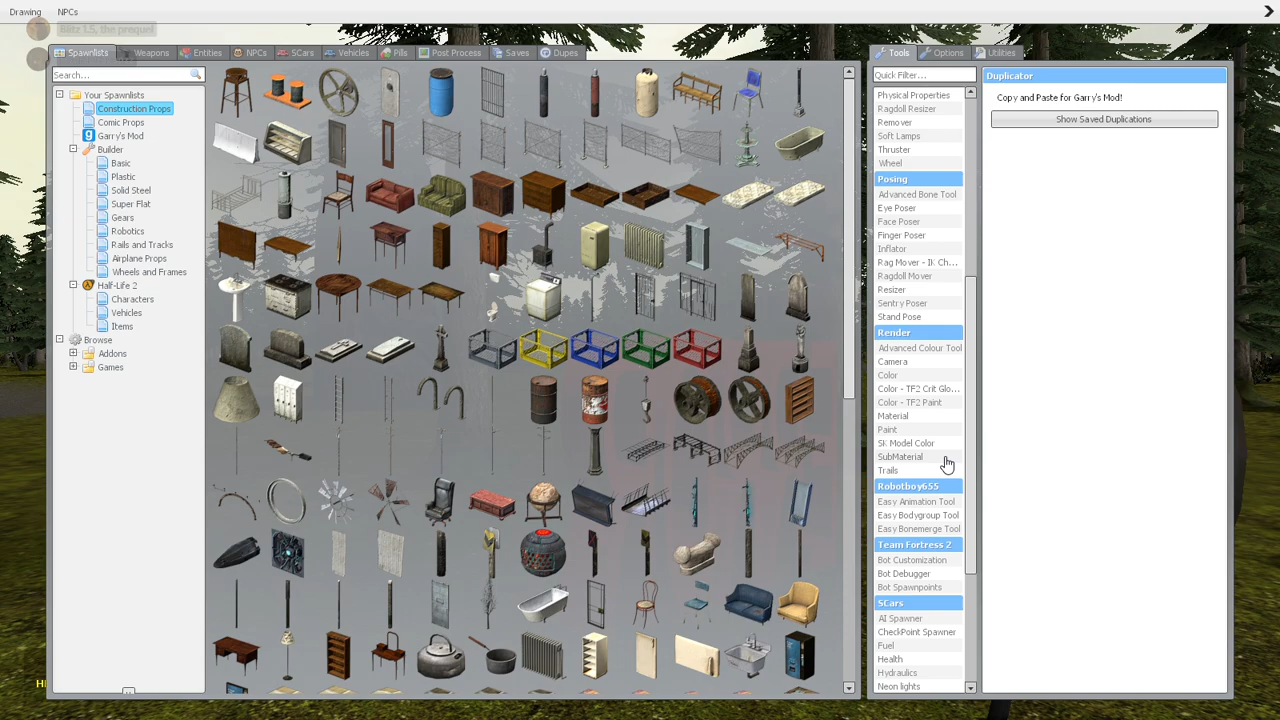 Drawing NPCs
Blitz 1.5, the prequel
Spawnlists Weapons Entities NPCs SCars Vehicles Pills Post Process Saves Dupes
Tools Options Utilities
Search...
Your Spawnlists
Construction Props
Comic Props
Garry's Mod
Builder
Basic
Plastic
Solid Steel
Super Flat
Gears
Robotics
Rails and Tracks
Airplane Props
Wheels and Frames
Half-Life 2
Characters
Vehicles
Items
Browse
Addons
Games
Quick Filter...
Physical Properties
Ragdoll Resizer
Remover
Soft Lamps
Thruster
Wheel
Posing
Advanced Bone Tool
Eye Poser
Face Poser
Finger Poser
Inflator
Rag Mover - IK Ch...
Ragdoll Mover
Resizer
Sentry Poser
Stand Pose
Render
Advanced Colour Tool
Camera
Color
Color - TF2 Crit Glo...
Color - TF2 Paint
Material
Paint
SK Model Color
SubMaterial
Trails
Robotboy655
Easy Animation Tool
Easy Bodygroup Tool
Easy Bonemerge Tool
Team Fortress 2
Bot Customization
Bot Debugger
Bot Spawnpoints
SCars
AI Spawner
CheckPoint Spawner
Fuel
Health
Hydraulics
Neon lights
Duplicator
Copy and Paste for Garry's Mod!
Show Saved Duplications